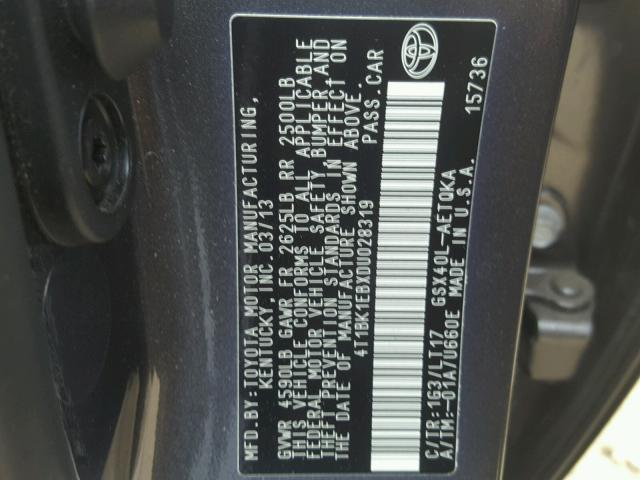 MFD.BY:TOYOTA MOTOR MANUFACTURING,
KENTUCKY,INC. 03/13
GVWR 4590LB GAWR FR 2625LB RR 2500LB
THIS VEHICLE CONFORMS TO ALL APPLICABLE
FEDERAL MOTOR VEHICLE SAFETY, BUMPER AND
THEFT PREVENTION STANDARDS IN EFFECT ON
THE DATE OF MANUFACTURE SHOWN ABOVE.
4T1BK1EBXDU028319 PASS.CAR
C/TR:1G3/LT17 GSX40L-AETQKA
A/TM:-01A/U660E MADE IN U.S.A.
15736